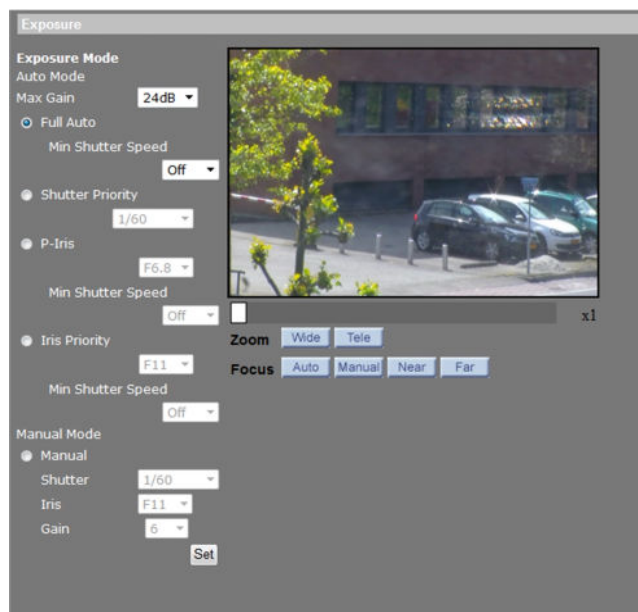 Exposure
Exposure Mode
Auto Mode
Max Gain 24dB
Full Auto
Min Shutter Speed
Off
Shutter Priority
1/60
P-Iris
F6.8
Min Shutter Speed
Off
Iris Priority
F11
Min Shutter Speed
Off
Manual Mode
Manual
Shutter 1/60
Iris F11
Gain 6
Set
x1
Zoom Wide Tele
Focus Auto Manual Near Far